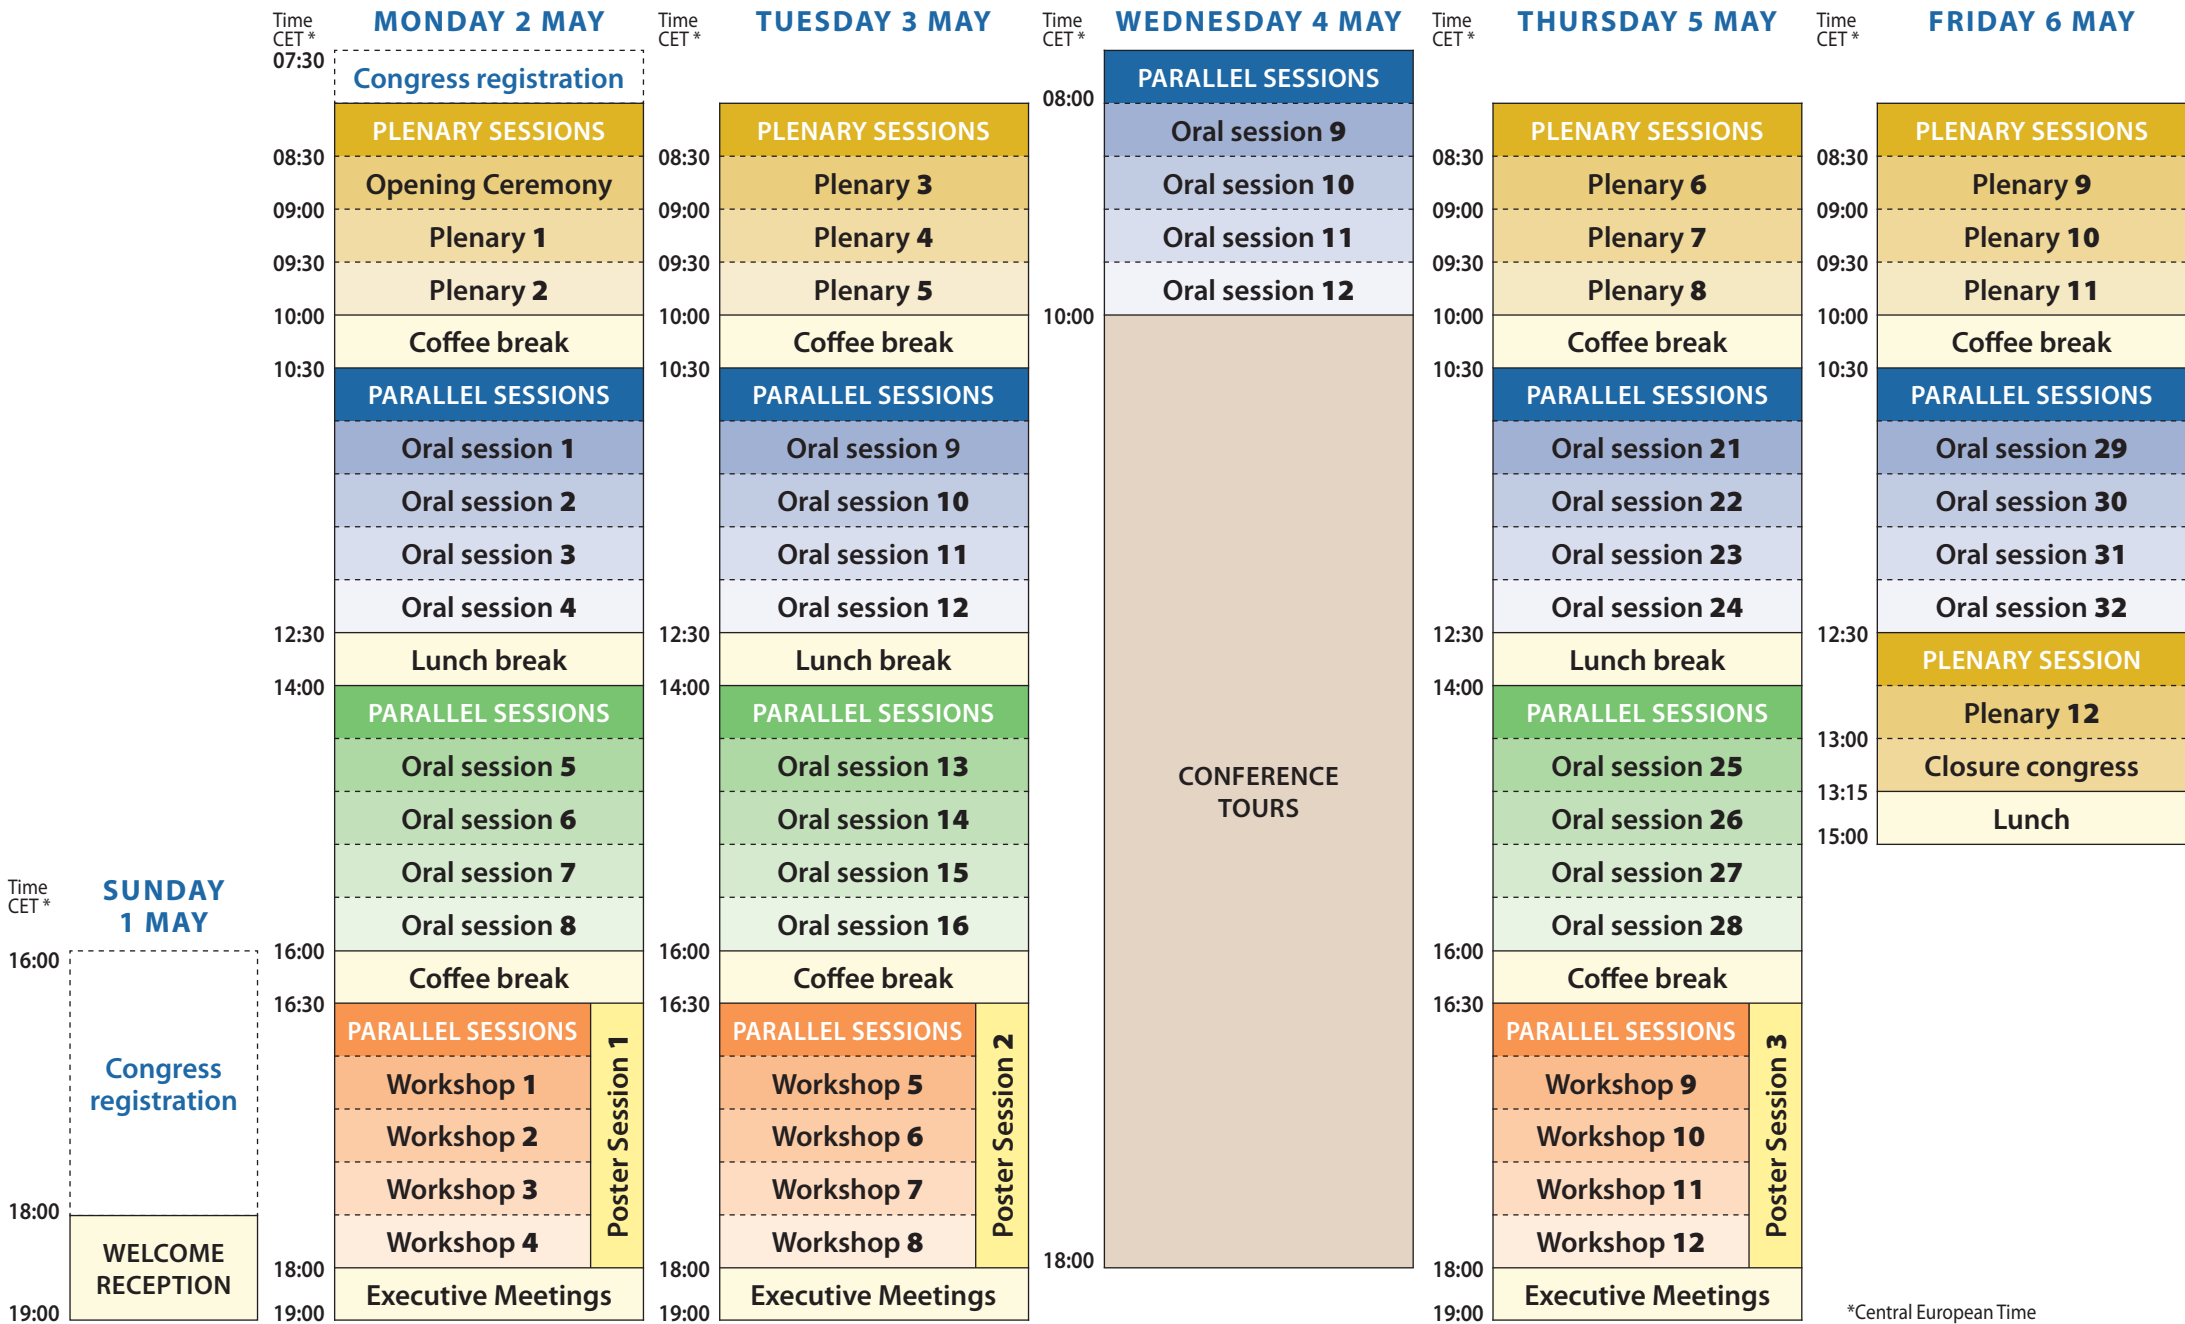 Time
CET *
SUNDAY
1 MAY
16:00
Congress
registration
18:00
WELCOME
RECEPTION
19:00
Time
CET *
MONDAY 2 MAY
07:30
Congress registration
PLENARY SESSIONS
08:30
Opening Ceremony
09:00
Plenary 1
09:30
Plenary 2
10:00
Coffee break
10:30
PARALLEL SESSIONS
Oral session 1
Oral session 2
Oral session 3
Oral session 4
12:30
Lunch break
14:00
PARALLEL SESSIONS
Oral session 5
Oral session 6
Oral session 7
Oral session 8
16:00
Coffee break
16:30
PARALLEL SESSIONS
Workshop 1
Workshop 2
Workshop 3
Workshop 4
Poster Session 1
18:00
Executive Meetings
19:00
Time
CET *
TUESDAY 3 MAY
PLENARY SESSIONS
08:30
Plenary 3
09:00
Plenary 4
09:30
Plenary 5
10:00
Coffee break
10:30
PARALLEL SESSIONS
Oral session 9
Oral session 10
Oral session 11
Oral session 12
12:30
Lunch break
14:00
PARALLEL SESSIONS
Oral session 13
Oral session 14
Oral session 15
Oral session 16
16:00
Coffee break
16:30
PARALLEL SESSIONS
Workshop 5
Workshop 6
Workshop 7
Workshop 8
Poster Session 2
18:00
Executive Meetings
19:00
Time
CET *
WEDNESDAY 4 MAY
PARALLEL SESSIONS
08:00
Oral session 9
Oral session 10
Oral session 11
Oral session 12
10:00
CONFERENCE
TOURS
18:00
Time
CET *
THURSDAY 5 MAY
PLENARY SESSIONS
08:30
Plenary 6
09:00
Plenary 7
09:30
Plenary 8
10:00
Coffee break
10:30
PARALLEL SESSIONS
Oral session 21
Oral session 22
Oral session 23
Oral session 24
12:30
Lunch break
14:00
PARALLEL SESSIONS
Oral session 25
Oral session 26
Oral session 27
Oral session 28
16:00
Coffee break
16:30
PARALLEL SESSIONS
Workshop 9
Workshop 10
Workshop 11
Workshop 12
Poster Session 3
18:00
Executive Meetings
19:00
Time
CET *
FRIDAY 6 MAY
PLENARY SESSIONS
08:30
Plenary 9
09:00
Plenary 10
09:30
Plenary 11
10:00
Coffee break
10:30
PARALLEL SESSIONS
Oral session 29
Oral session 30
Oral session 31
Oral session 32
12:30
PLENARY SESSION
Plenary 12
13:00
Closure congress
13:15
Lunch
15:00
*Central European Time